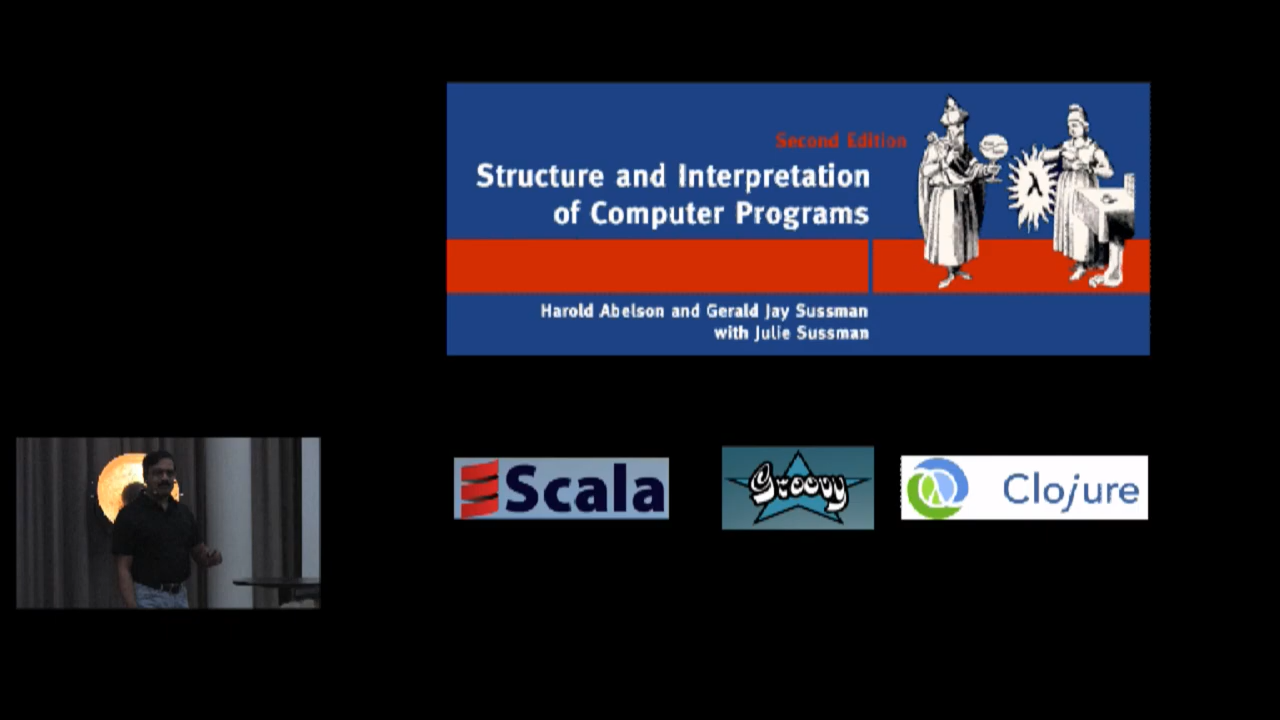 Second Edition
Structure and Interpretation
of Computer Programs
λ
Harold Abelson and Gerald Jay Sussman
with Julie Sussman
Scala
Groovy
Clojure